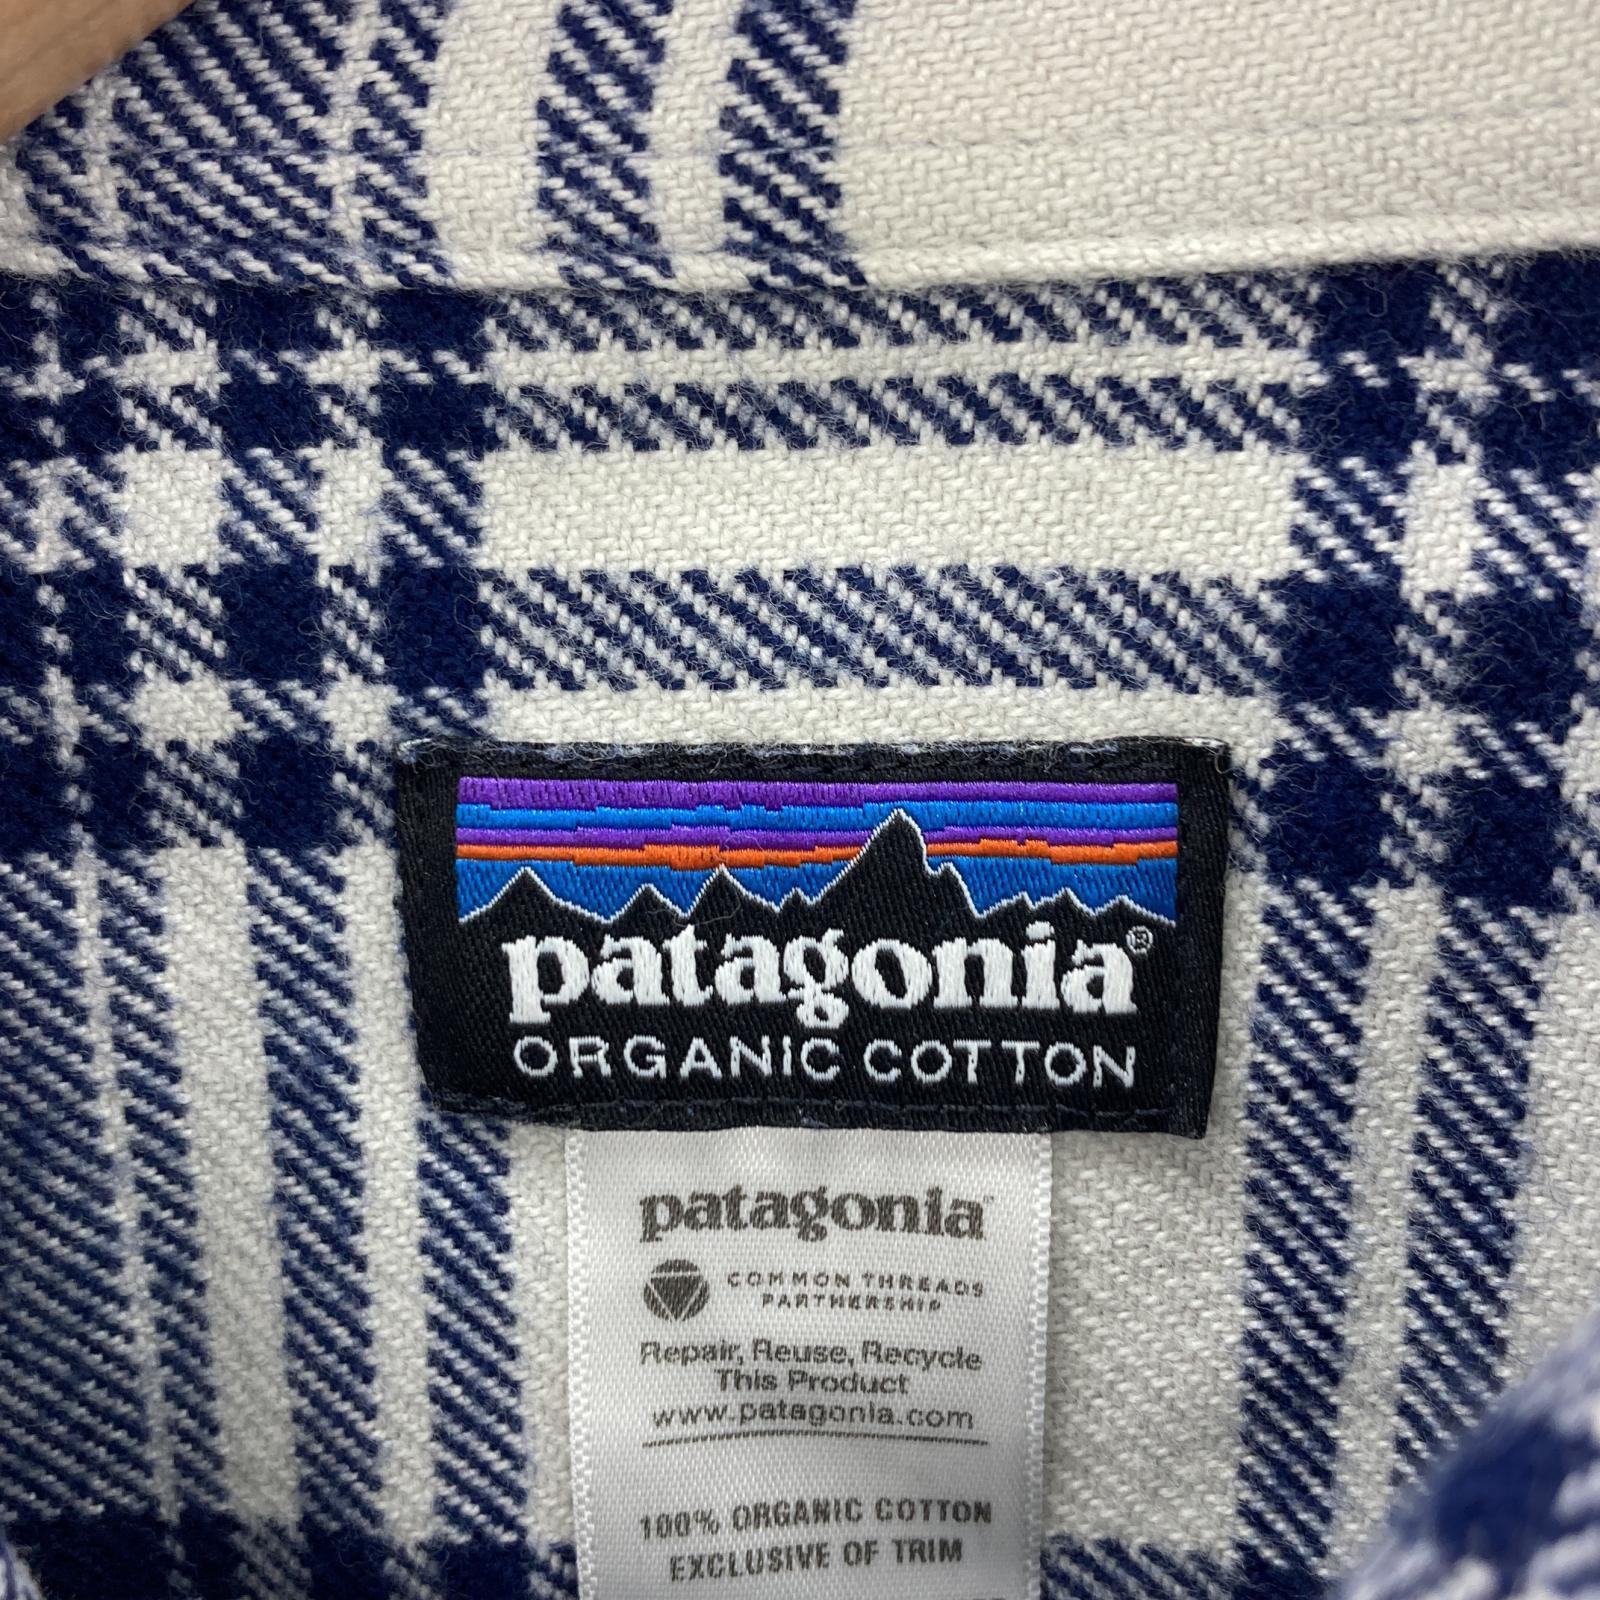 patagonia®
ORGANIC COTTON
patagonia
COMMON THREADS
PARTNERSHIP
Repair, Reuse, Recycle
This Product
www.patagonia.com
100% ORGANIC COTTON
EXCLUSIVE OF TRIM